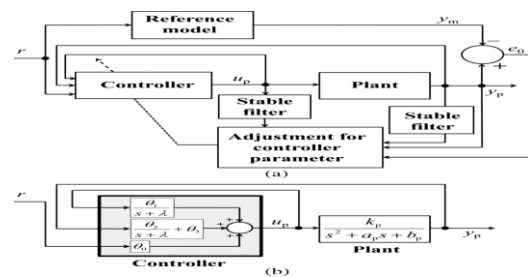 Reference
model
y_m
r
−
+
e_0
Controller
u_p
Plant
y_p
Stable
filter
Stable
filter
Adjustment for
controller
parameter
(a)
r
θ_1
s + λ
θ_2
s + λ
+ θ_3
θ_0
+
+
+
u_p
k_p
s^2 + a_p s + b_p
y_p
Plant
Controller
(b)